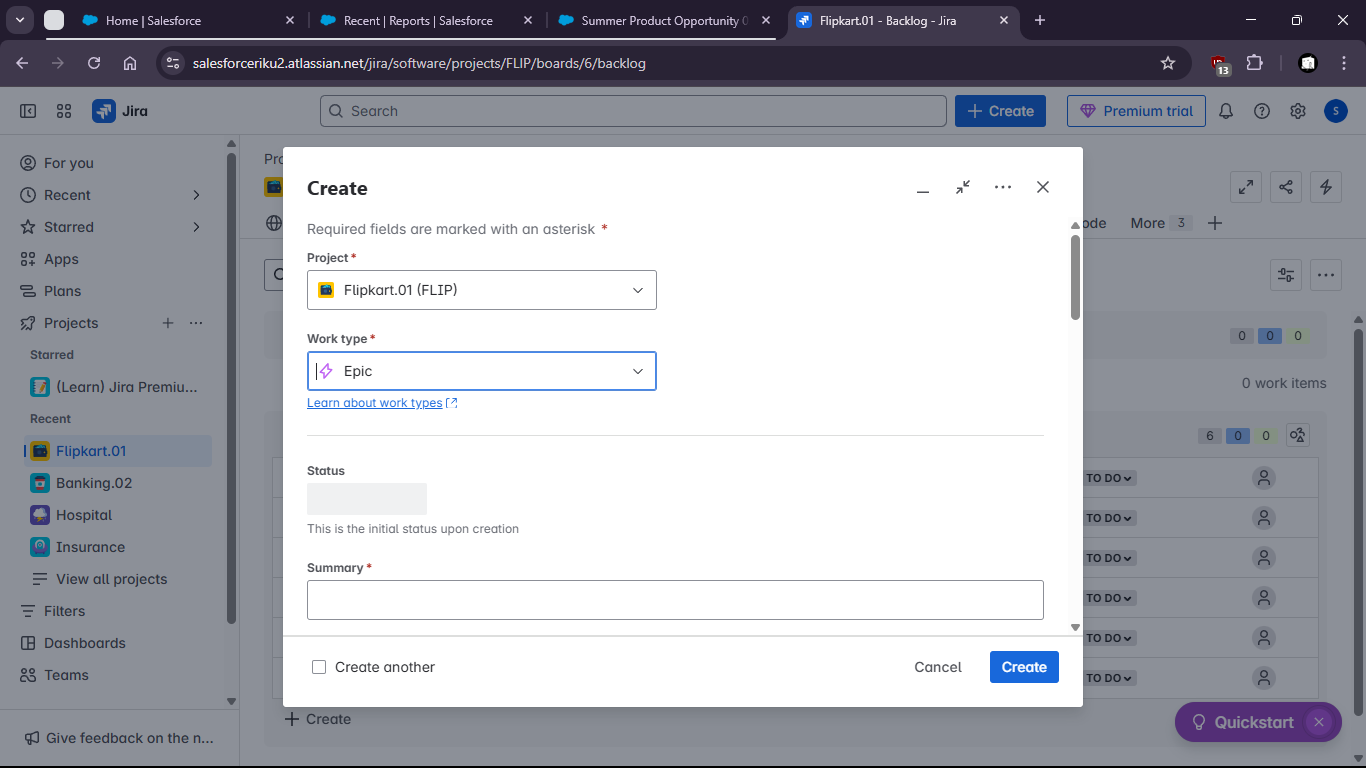 Home | Salesforce
Recent | Reports | Salesforce
Summer Product Opportunity
Flipkart.01 - Backlog - Jira
salesforceriku2.atlassian.net/jira/software/projects/FLIP/boards/6/backlog
13
Jira
Search
Create
Premium trial
S
For you
Recent
Starred
Apps
Plans
Projects
Starred
(Learn) Jira Premiu...
Recent
Flipkart.01
Banking.02
Hospital
Insurance
View all projects
Filters
Dashboards
Teams
Give feedback on the n...
More 3
0 0 0
0 work items
6 0 0
TO DO
TO DO
TO DO
TO DO
TO DO
TO DO
Create
Quickstart
Create
Required fields are marked with an asterisk *
Project *
Flipkart.01 (FLIP)
Work type *
Epic
Learn about work types
Status
This is the initial status upon creation
Summary *
Create another
Cancel
Create